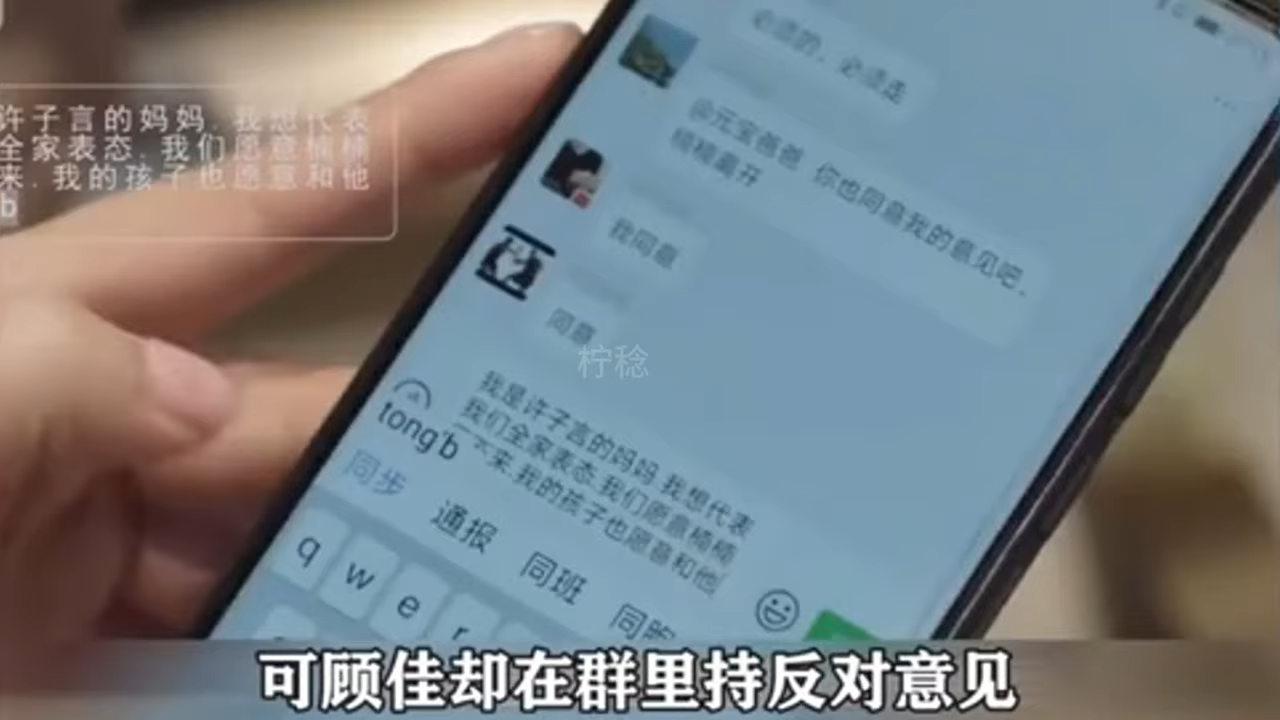 许子言的妈妈.我想代表
全家表态.我们愿意楠楠
来.我的孩子也愿意和他
b
必须的，必须走
@元宝爸爸 你也同意我的意见吧，
楠楠离开
我同意
同意
柠稔
我是许子言的妈妈.我想代表
我们全家表态.我们愿意楠楠
来.我的孩子也愿意和他
tong'b
同步 通报 同班 同胞
q w e r
可顾佳却在群里持反对意见